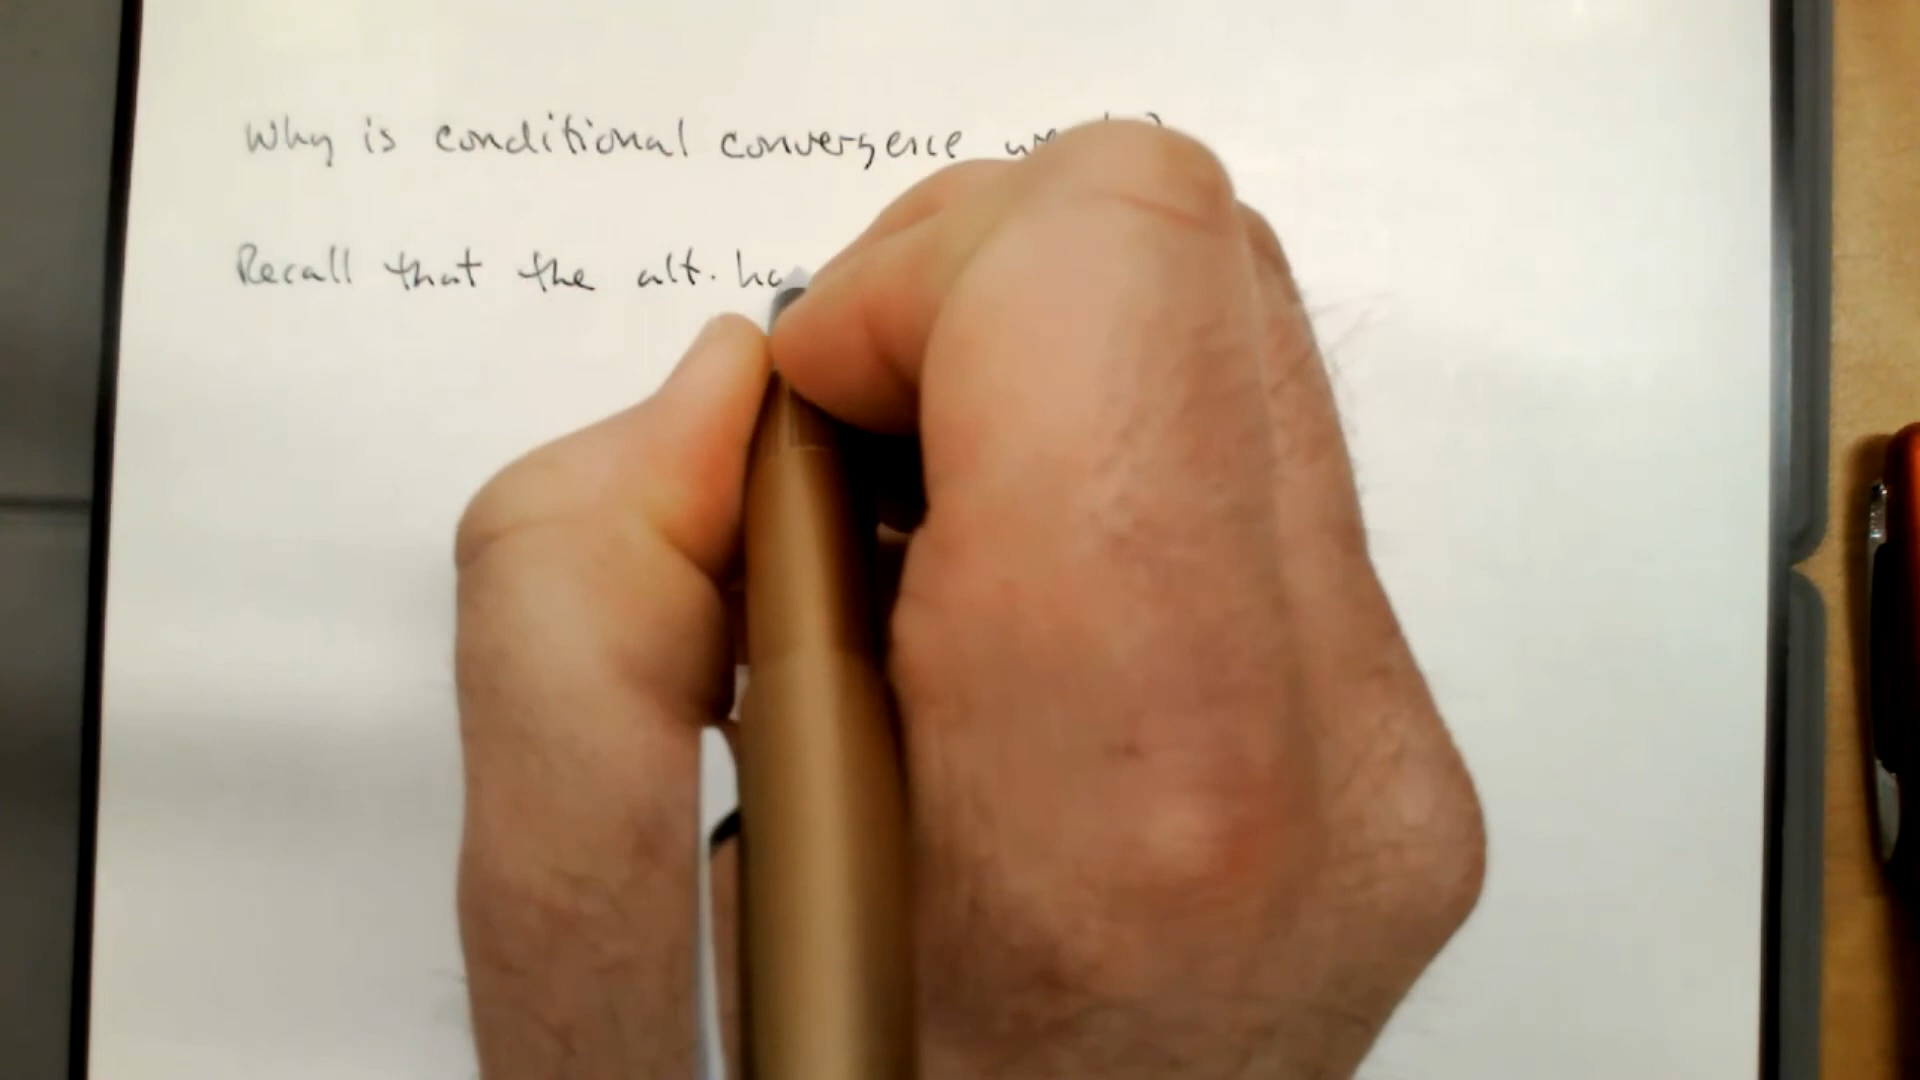 Why is conditional convergence
Recall that the alt.